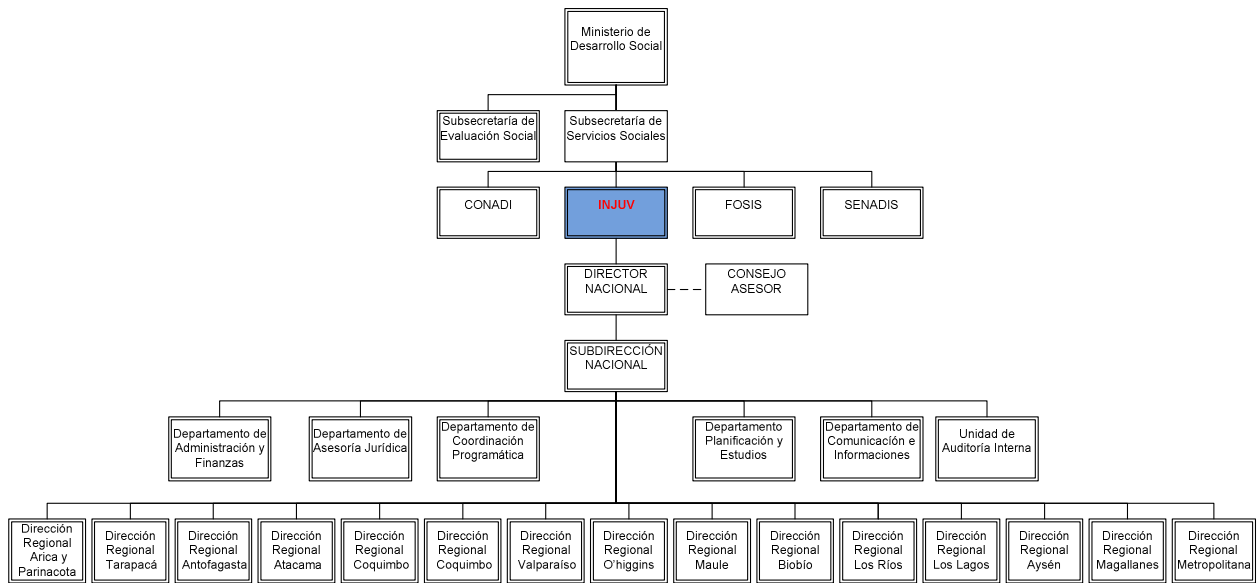 Ministerio de
Desarrollo Social
Subsecretaría de
Evaluación Social
Subsecretaría de
Servicios Sociales
CONADI
INJUV
FOSIS
SENADIS
DIRECTOR
NACIONAL
CONSEJO
ASESOR
SUBDIRECCIÓN
NACIONAL
Departamento de
Administración y
Finanzas
Departamento de
Asesoría Jurídica
Departamento de
Coordinación
Programática
Departamento
Planificación y
Estudios
Departamento de
Comunicación e
Informaciones
Unidad de
Auditoría Interna
Dirección
Regional
Arica y
Parinacota
Dirección
Regional
Tarapacá
Dirección
Regional
Antofagasta
Dirección
Regional
Atacama
Dirección
Regional
Coquimbo
Dirección
Regional
Coquimbo
Dirección
Regional
Valparaíso
Dirección
Regional
O'higgins
Dirección
Regional
Maule
Dirección
Regional
Biobío
Dirección
Regional
Los Ríos
Dirección
Regional
Los Lagos
Dirección
Regional
Aysén
Dirección
Regional
Magallanes
Dirección
Regional
Metropolitana